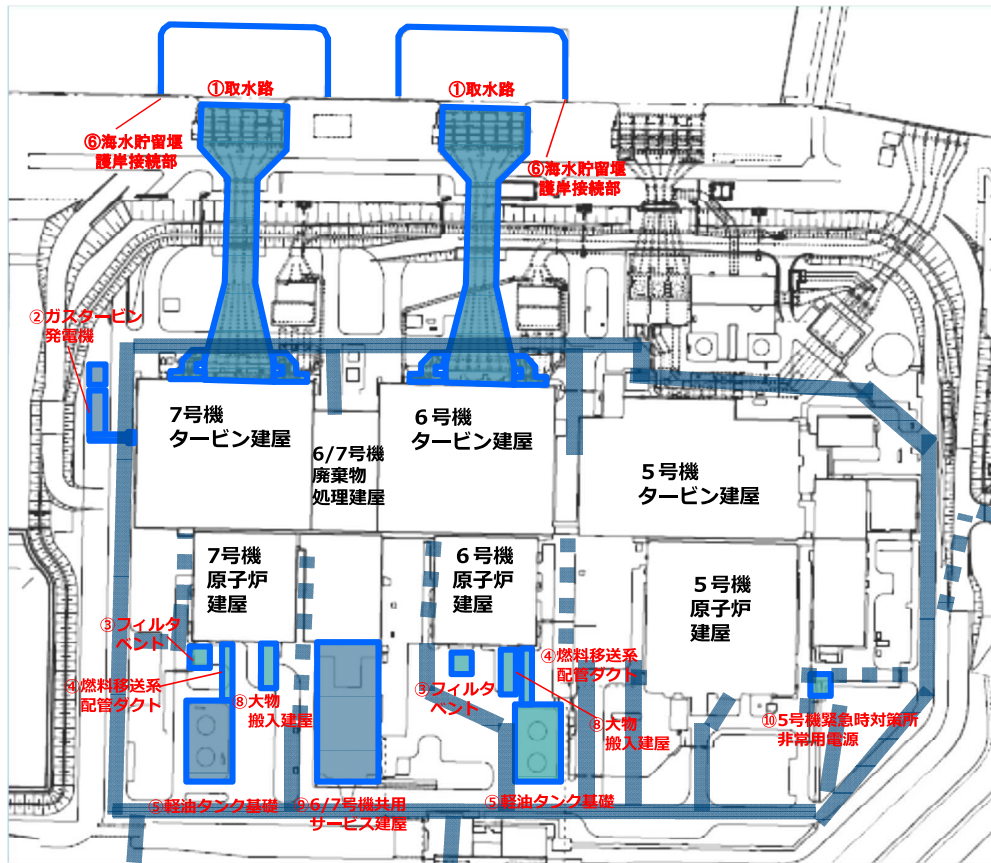 ①取水路
①取水路
⑥海水貯留堰
護岸接続部
⑥海水貯留堰
護岸接続部
②ガスタービン
発電機
7号機
タービン建屋
6/7号機
廃棄物
処理建屋
6号機
タービン建屋
5号機
タービン建屋
7号機
原子炉
建屋
6号機
原子炉
建屋
5号機
原子炉
建屋
③フィルタ
ベント
④燃料移送系
配管ダクト
⑧大物
搬入建屋
③フィルタ
ベント
④燃料移送系
配管ダクト
⑧大物
搬入建屋
⑩5号機緊急時対策所
非常用電源
⑤軽油タンク基礎
⑨6/7号機共用
サービス建屋
⑤軽油タンク基礎